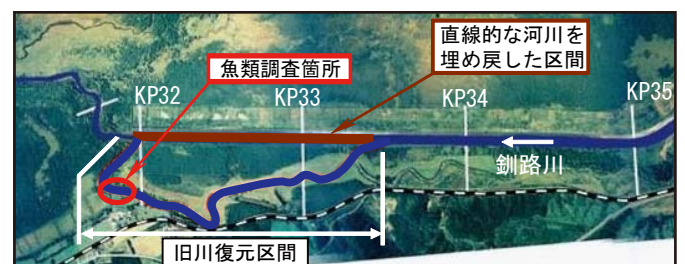 直線的な河川を
埋め戻した区間
魚類調査箇所
KP32
KP33
KP34
KP35
釧路川
旧川復元区間